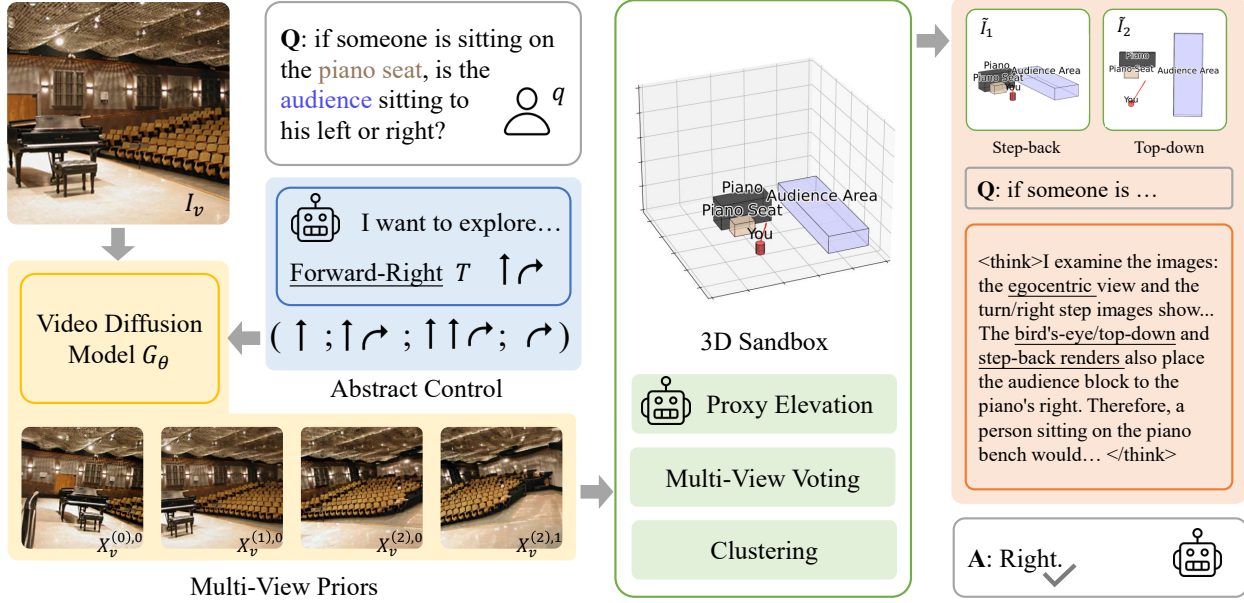 I_v
Q: if someone is sitting on
the piano seat, is the
audience sitting to
his left or right?
q
I want to explore…
Forward-Right T
( ; ; ; )
Abstract Control
Video Diffusion
Model G_θ
X_v^{(0),0}
X_v^{(1),0}
X_v^{(2),0}
X_v^{(2),1}
Multi-View Priors
Piano
Audience Area
Piano Seat
You
3D Sandbox
Proxy Elevation
Multi-View Voting
Clustering
Ĩ_1
Piano
Piano Seat
Audience Area
You
Step-back
Ĩ_2
Piano
Piano Seat
Audience Area
You
Top-down
Q: if someone is …
<think>I examine the images:
the egocentric view and the
turn/right step images show...
The bird's-eye/top-down and
step-back renders also place
the audience block to the
piano's right. Therefore, a
person sitting on the piano
bench would… </think>
A: Right.